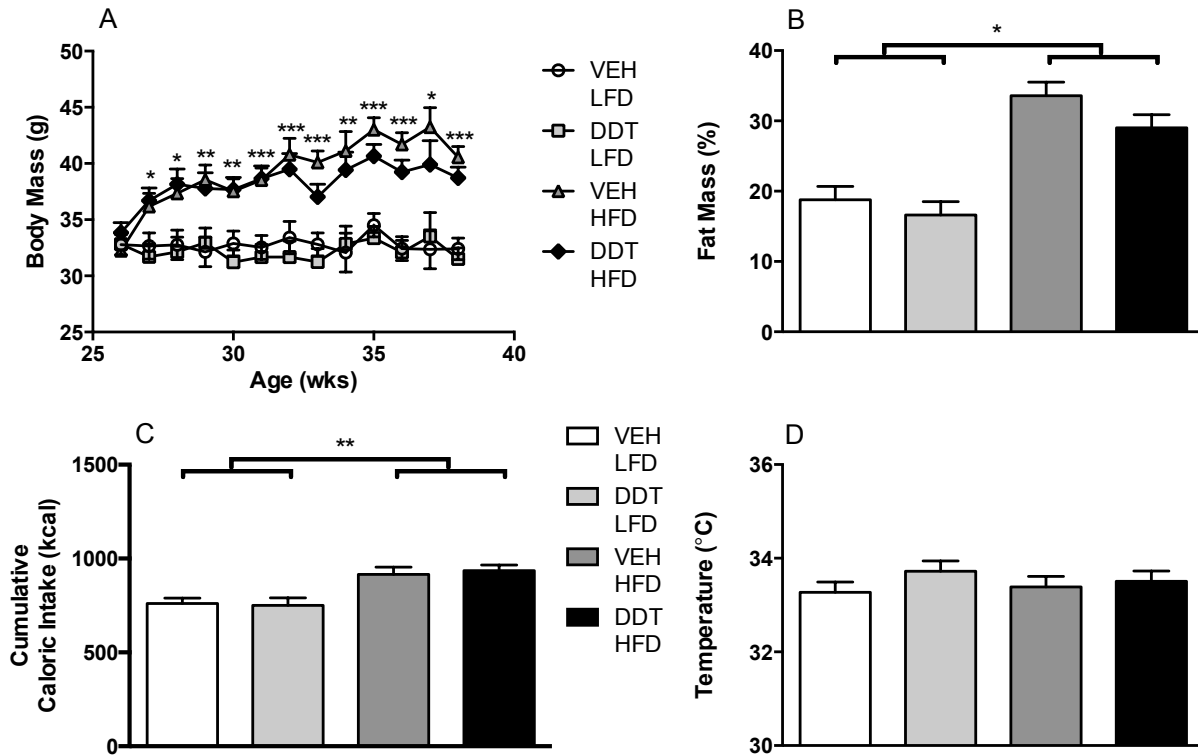 A
50
45
40
35
30
25
Body Mass (g)
* * ** ** *** *** *** ** *** *** * ***
25 30 35 40
Age (wks)
VEH
LFD
DDT
LFD
VEH
HFD
DDT
HFD
B
*
40
30
20
10
0
Fat Mass (%)
C
**
1500
1000
500
0
Cumulative
Caloric Intake (kcal)
VEH
LFD
DDT
LFD
VEH
HFD
DDT
HFD
D
36
34
32
30
Temperature (°C)